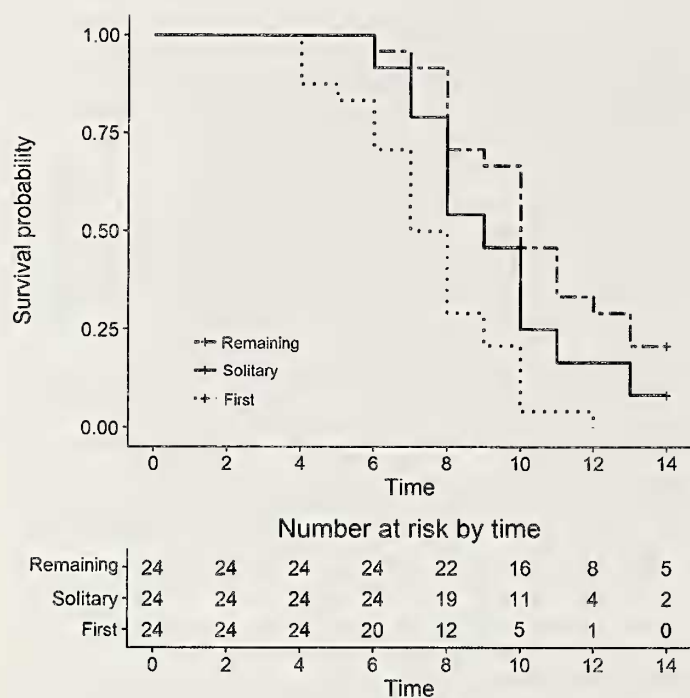 1.00
0.75
0.50
0.25
0.00
Survival probability
Remaining
Solitary
First
0 2 4 6 8 10 12 14
Time
Number at risk by time
Remaining 24 24 24 24 22 16 8 5
Solitary 24 24 24 24 19 11 4 2
First 24 24 24 20 12 5 1 0
0 2 4 6 8 10 12 14
Time